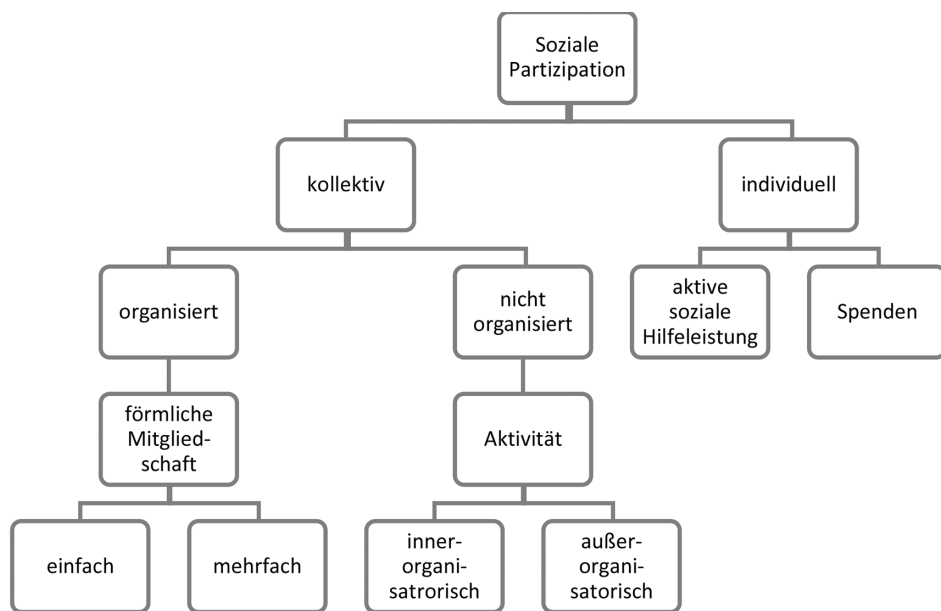 Soziale
Partizipation
kollektiv
individuell
organisiert
nicht
organisiert
aktive
soziale
Hilfeleistung
Spenden
förmliche
Mitglied-
schaft
Aktivität
einfach
mehrfach
inner-
organi-
satrorisch
außer-
organi-
satorisch